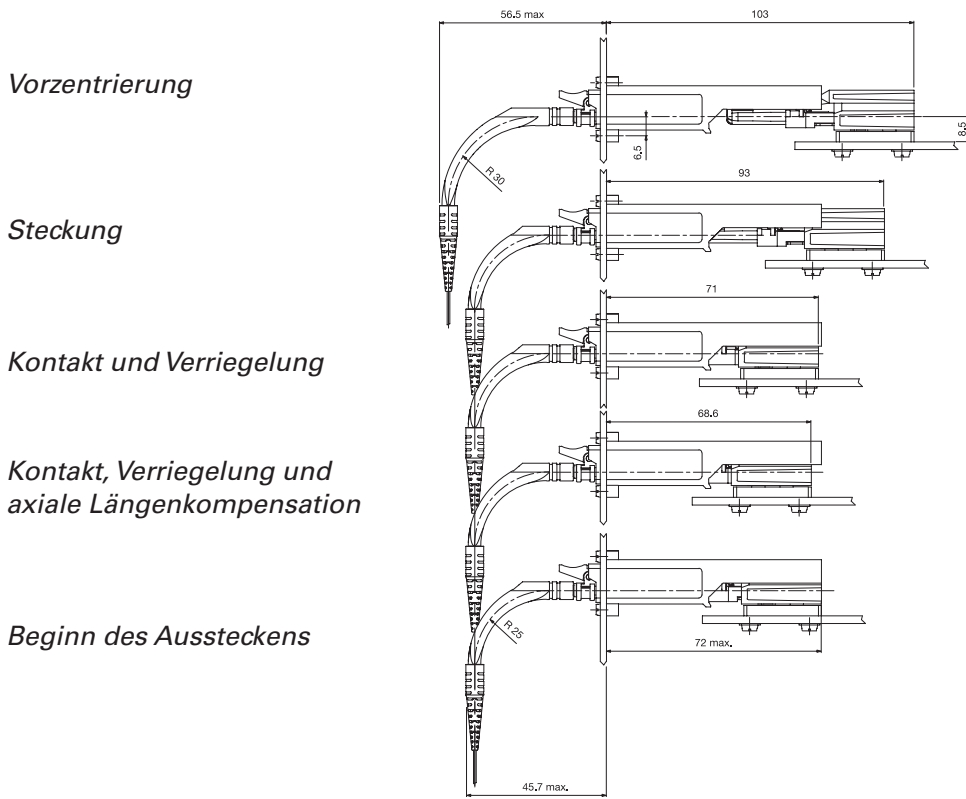 56.5 max
103
Vorzentrierung
8.5
6.5
R 30
93
Steckung
71
Kontakt und Verriegelung
68.6
Kontakt, Verriegelung und
axiale Längenkompensation
Beginn des Aussteckens
R 25
72 max.
45.7 max.